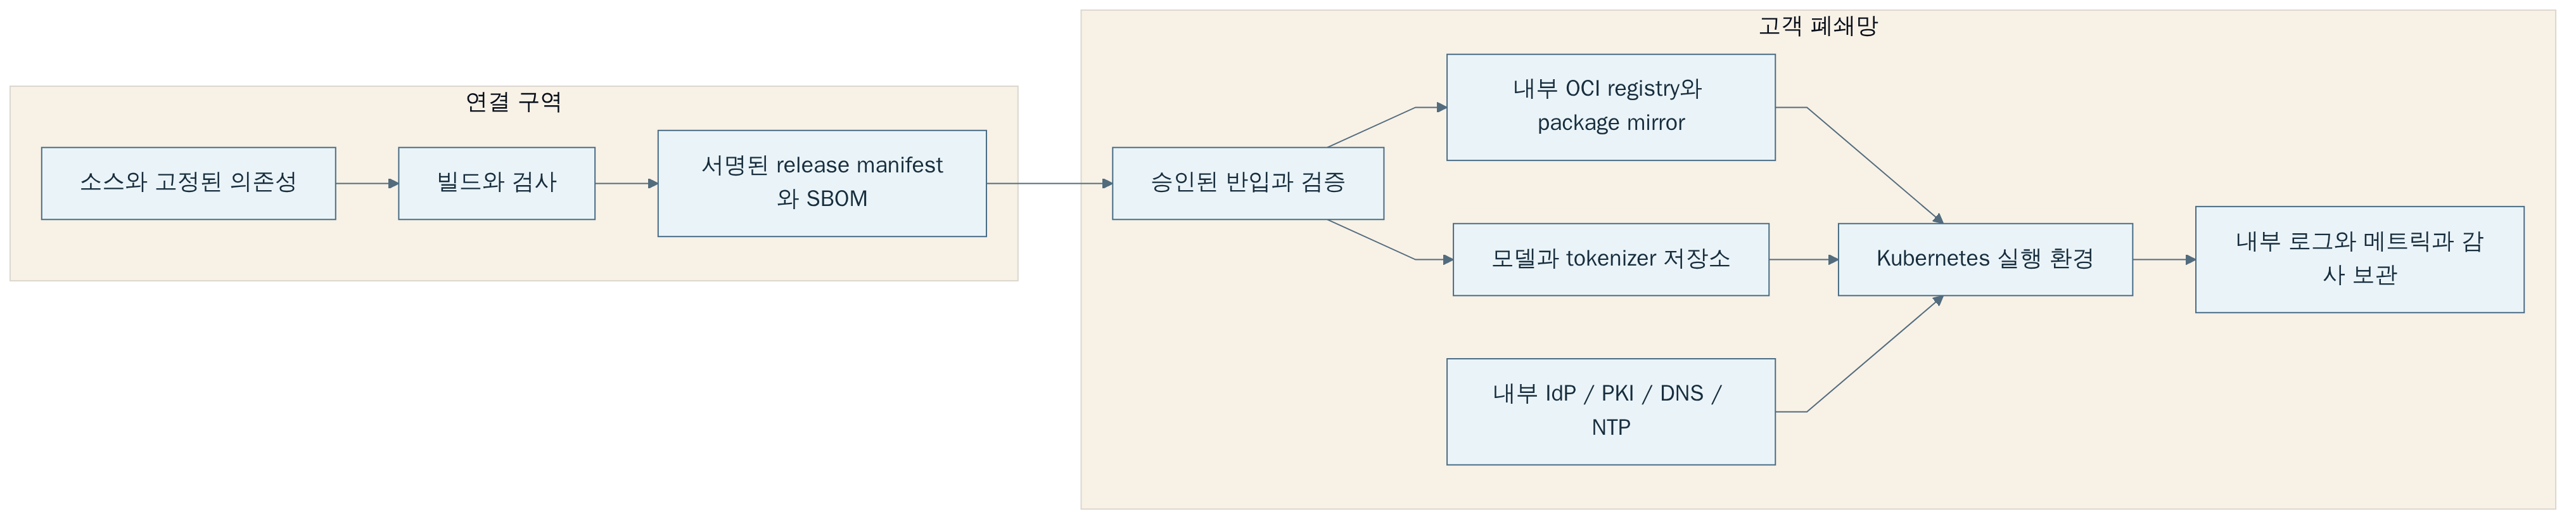 연결 구역
소스와 고정된 의존성
빌드와 검사
서명된 release manifest
와 SBOM
고객 폐쇄망
승인된 반입과 검증
내부 OCI registry와
package mirror
모델과 tokenizer 저장소
내부 IdP / PKI / DNS /
NTP
Kubernetes 실행 환경
내부 로그와 메트릭과 감
사 보관